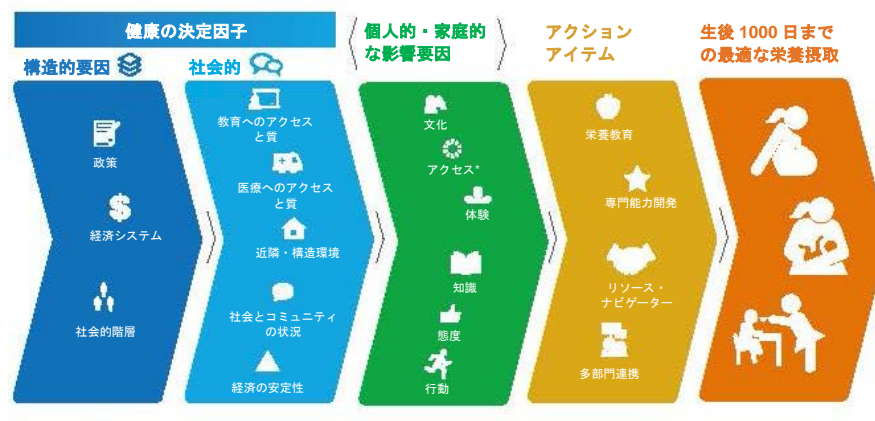 健康の決定因子
構造的要因
社会的
個人的・家庭的
な影響要因
アクション
アイテム
生後 1000 日まで
の最適な栄養摂取
政策
経済システム
社会的階層
教育へのアクセス
と質
医療へのアクセス
と質
近隣・構造環境
社会とコミュニティ
の状況
経済の安定性
文化
アクセス*
体験
知識
態度
行動
栄養教育
専門能力開発
リソース・
ナビゲーター
多部門連携